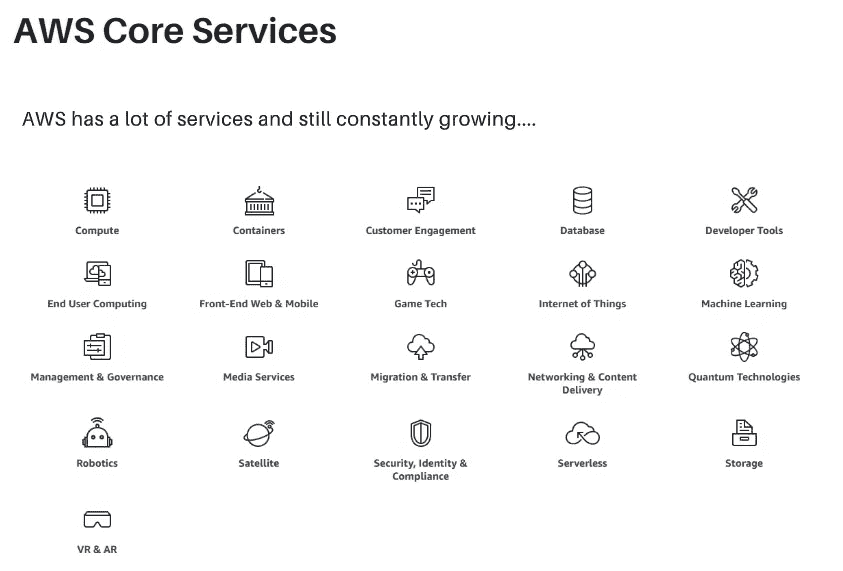 AWS Core Services
AWS has a lot of services and still constantly growing....
Compute
Containers
Customer Engagement
Database
Developer Tools
End User Computing
Front-End Web & Mobile
Game Tech
Internet of Things
Machine Learning
Management & Governance
Media Services
Migration & Transfer
Networking & Content
Delivery
Quantum Technologies
Robotics
Satellite
Security, Identity &
Compliance
Serverless
Storage
VR & AR